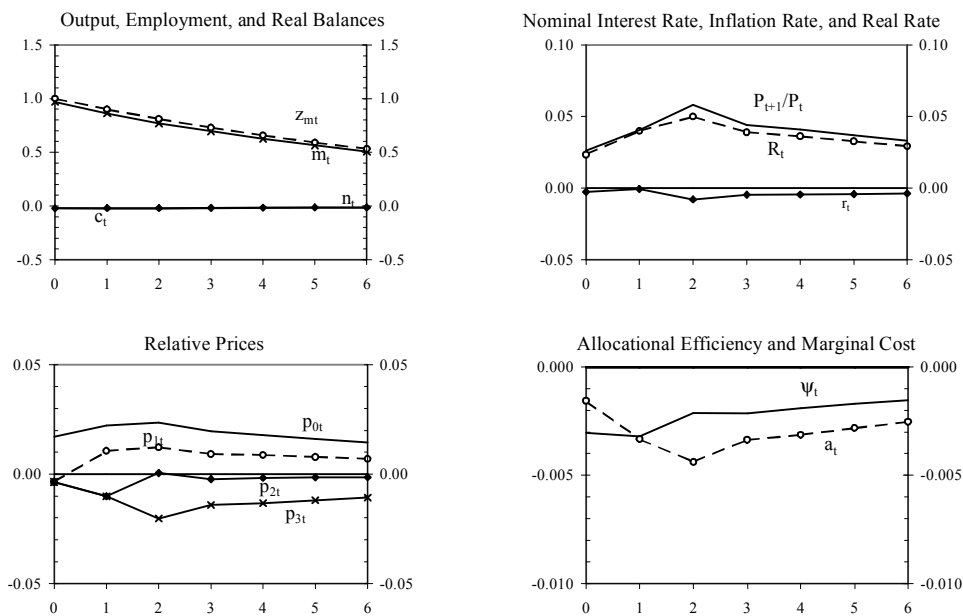 Output, Employment, and Real Balances
1.5 1.5
1.0 1.0
z_mt
m_t
0.5 0.5
n_t
0.0 0.0
c_t
-0.5 -0.5
0 1 2 3 4 5 6
Nominal Interest Rate, Inflation Rate, and Real Rate
0.10 0.10
P_t+1/P_t
0.05 0.05
R_t
0.00 0.00
r_t
-0.05 -0.05
0 1 2 3 4 5 6
Relative Prices
0.05 0.05
p_0t
p_1t
0.00 0.00
p_2t
p_3t
-0.05 -0.05
0 1 2 3 4 5 6
Allocational Efficiency and Marginal Cost
0.000 0.000
ψ_t
a_t
-0.005 -0.005
-0.010 -0.010
0 1 2 3 4 5 6